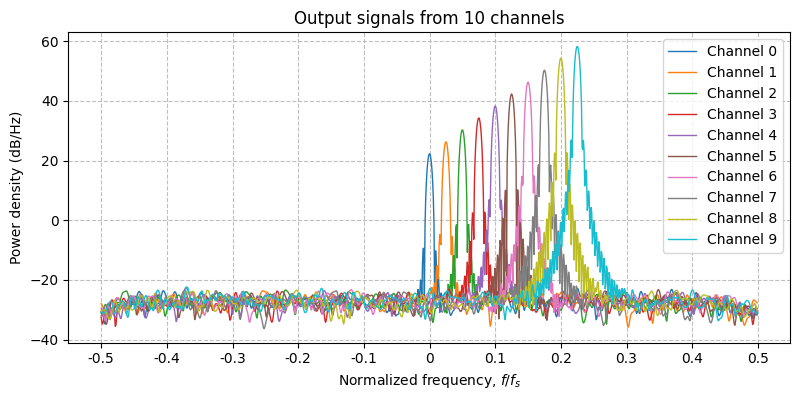 Output signals from 10 channels
Power density (dB/Hz)
60
40
20
0
−20
−40
-0.5 -0.4 -0.3 -0.2 -0.1 0 0.1 0.2 0.3 0.4 0.5
Normalized frequency, f/fs
Channel 0
Channel 1
Channel 2
Channel 3
Channel 4
Channel 5
Channel 6
Channel 7
Channel 8
Channel 9